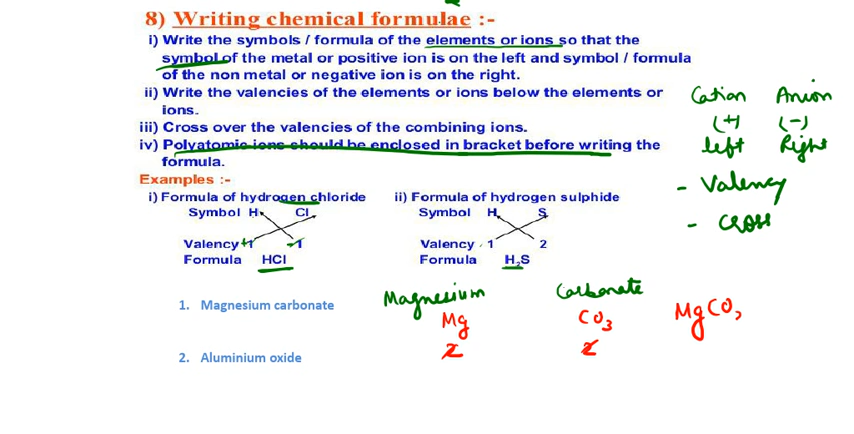 8) Writing chemical formulae :-
i) Write the symbols / formula of the elements or ions so that the
symbol of the metal or positive ion is on the left and symbol / formula
of the non metal or negative ion is on the right.
ii) Write the valencies of the elements or ions below the elements or
ions.
iii) Cross over the valencies of the combining ions.
iv) Polyatomic ions should be enclosed in bracket before writing the
formula.
Cation Anion
(+) (-)
left Right
- Valency
- Cross
Examples :-
i) Formula of hydrogen chloride ii) Formula of hydrogen sulphide
Symbol H Cl Symbol H S
Valency +1 -1 Valency 1 2
Formula HCl Formula H₂S
1. Magnesium carbonate Magnesium Carbonate
Mg CO₃ MgCO₃
2 2
2. Aluminium oxide